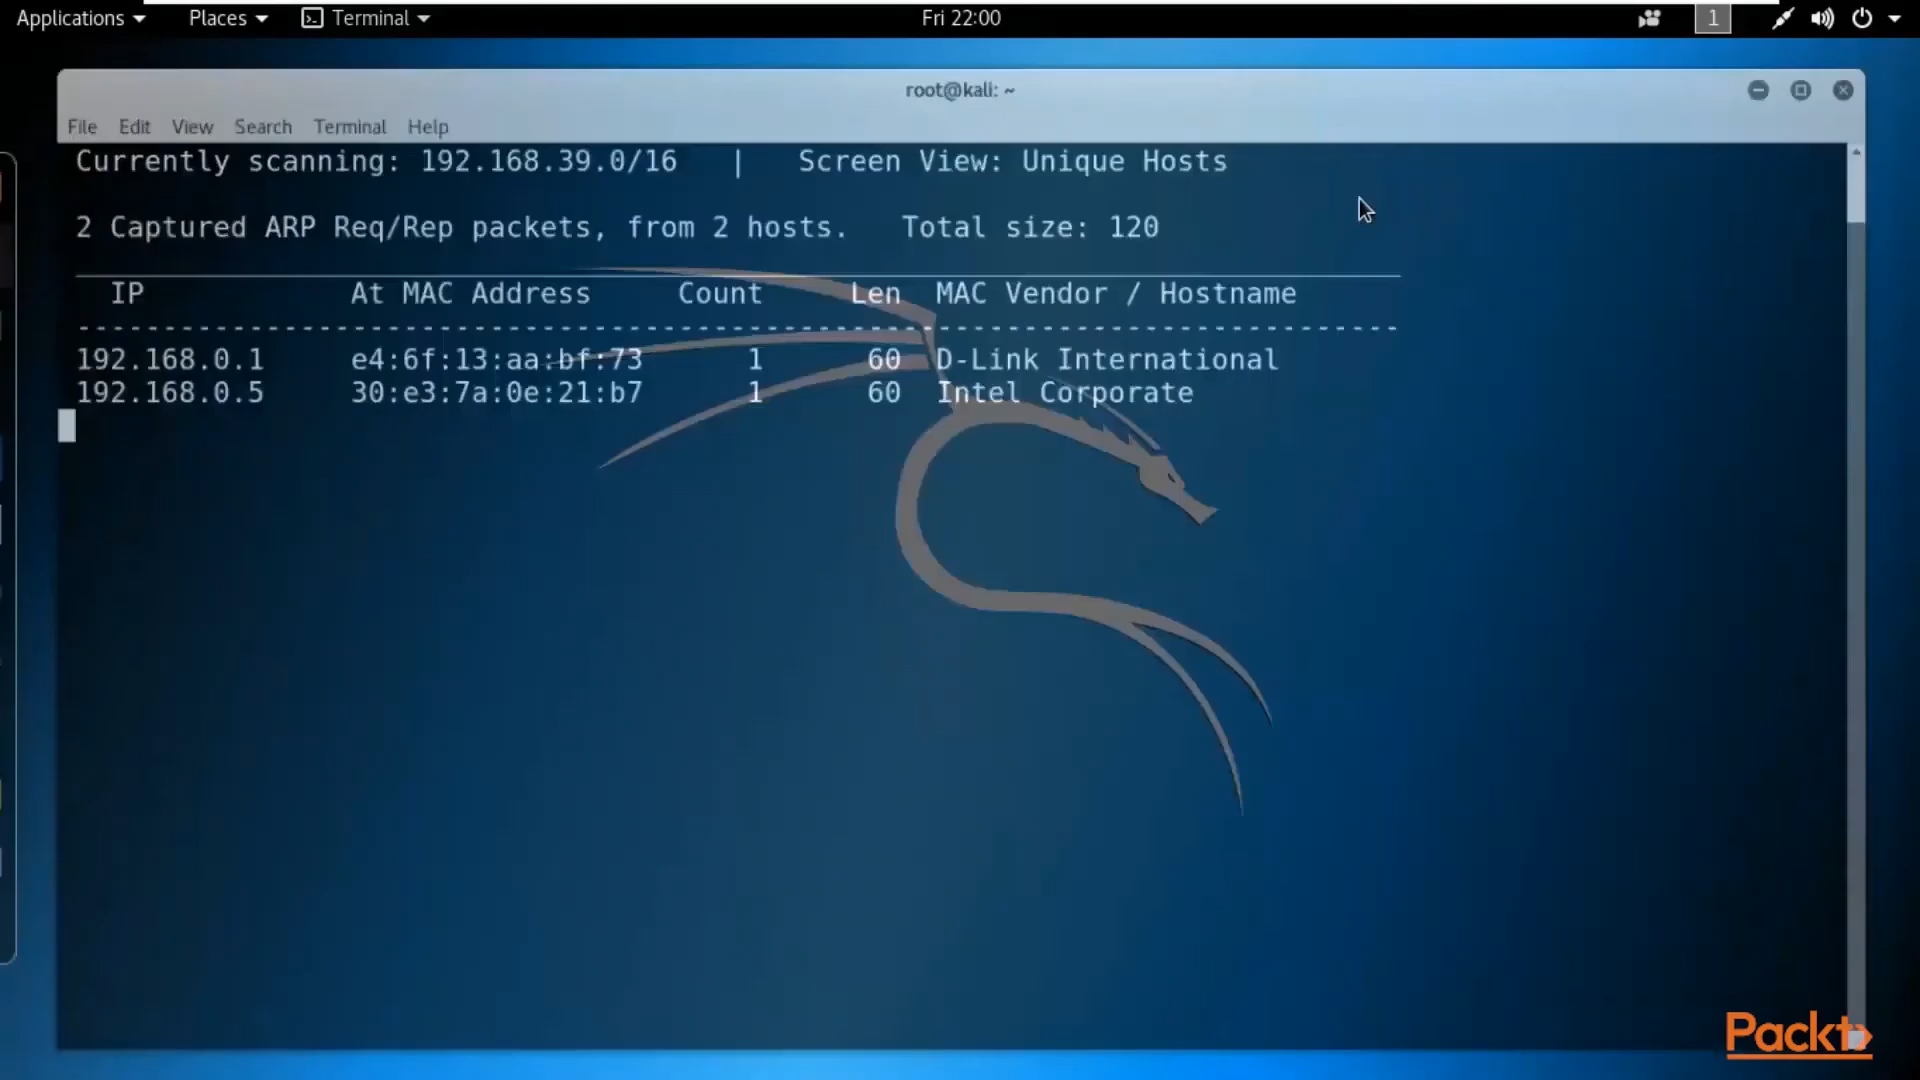 Applications Places Terminal Fri 22:00 1
root@kali: ~
File Edit View Search Terminal Help
Currently scanning: 192.168.39.0/16 | Screen View: Unique Hosts
2 Captured ARP Req/Rep packets, from 2 hosts. Total size: 120
IP At MAC Address Count Len MAC Vendor / Hostname
192.168.0.1 e4:6f:13:aa:bf:73 1 60 D-Link International
192.168.0.5 30:e3:7a:0e:21:b7 1 60 Intel Corporate
Packt